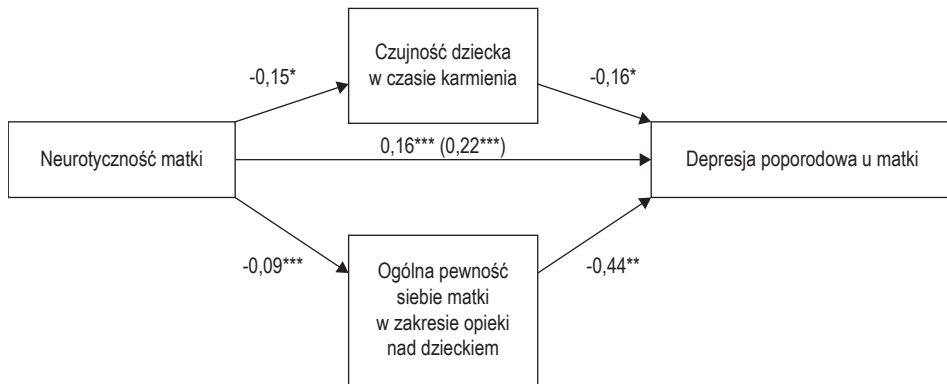 Czujność dziecka
w czasie karmienia
-0,15*
-0,16*
Neurotyczność matki
0,16*** (0,22***)
Depresja poporodowa u matki
-0,09***
-0,44**
Ogólna pewność
siebie matki
w zakresie opieki
nad dzieckiem